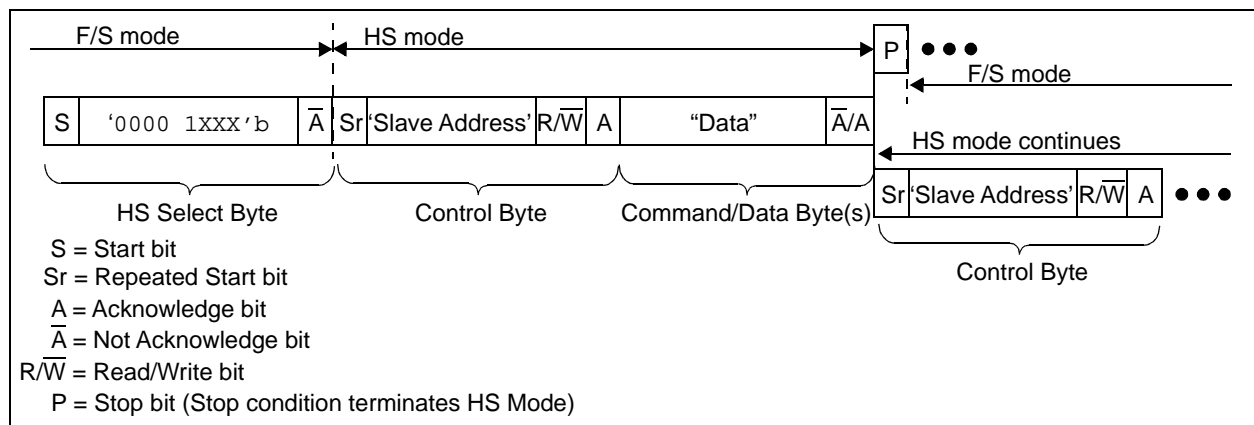 F/S mode
HS mode
P
F/S mode
S ‘0000 1XXX’b A̅ Sr ‘Slave Address’ R/W̅ A “Data” A̅/A
HS mode continues
Sr ‘Slave Address’ R/W̅ A
HS Select Byte
Control Byte
Command/Data Byte(s)
Control Byte
S = Start bit
Sr = Repeated Start bit
A = Acknowledge bit
A̅ = Not Acknowledge bit
R/W̅ = Read/Write bit
P = Stop bit (Stop condition terminates HS Mode)